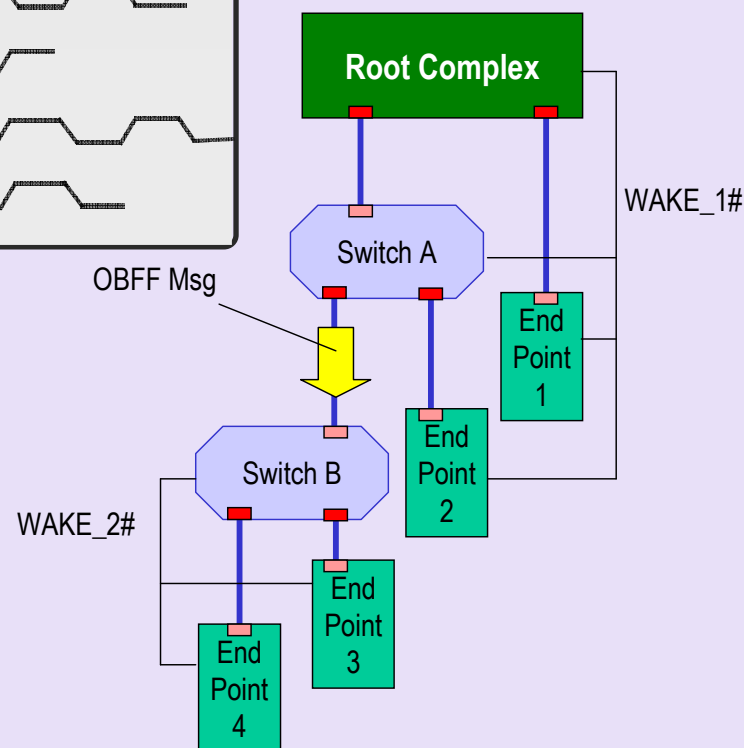 Root Complex
WAKE_1#
Switch A
OBFF Msg
End
Point
1
End
Point
2
Switch B
WAKE_2#
End
Point
3
End
Point
4